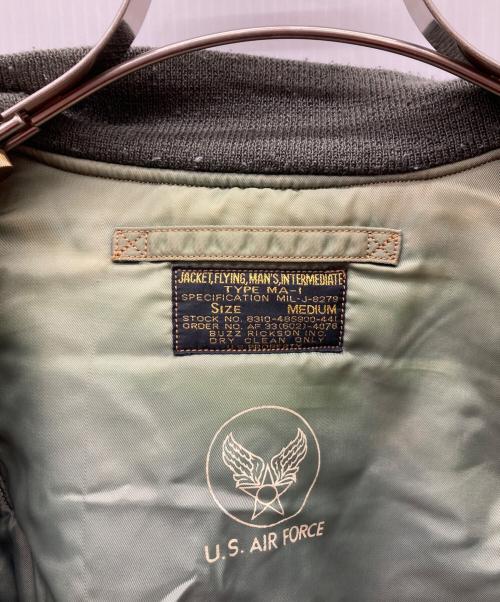 JACKET, FLYING, MAN'S, INTERMEDIATE
TYPE MA-1
SPECIFICATION MIL-J-8279
SIZE MEDIUM
STOCK NO. 8310-485900-441
ORDER NO. AF 33(602)-4076
BUZZ RICKSON INC.
DRY CLEAN ONLY
U.S. AIR FORCE